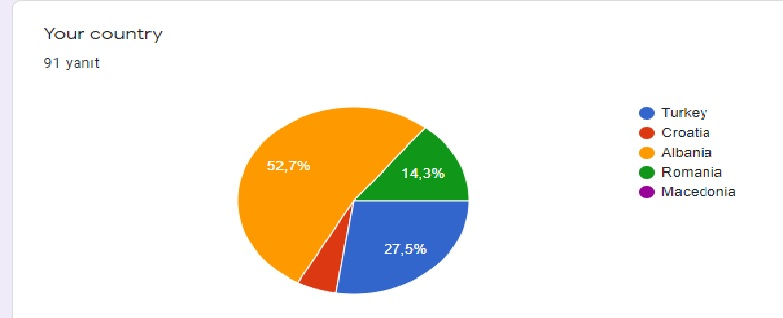 Your country
91 yanıt
52,7%
14,3%
27,5%
Turkey
Croatia
Albania
Romania
Macedonia